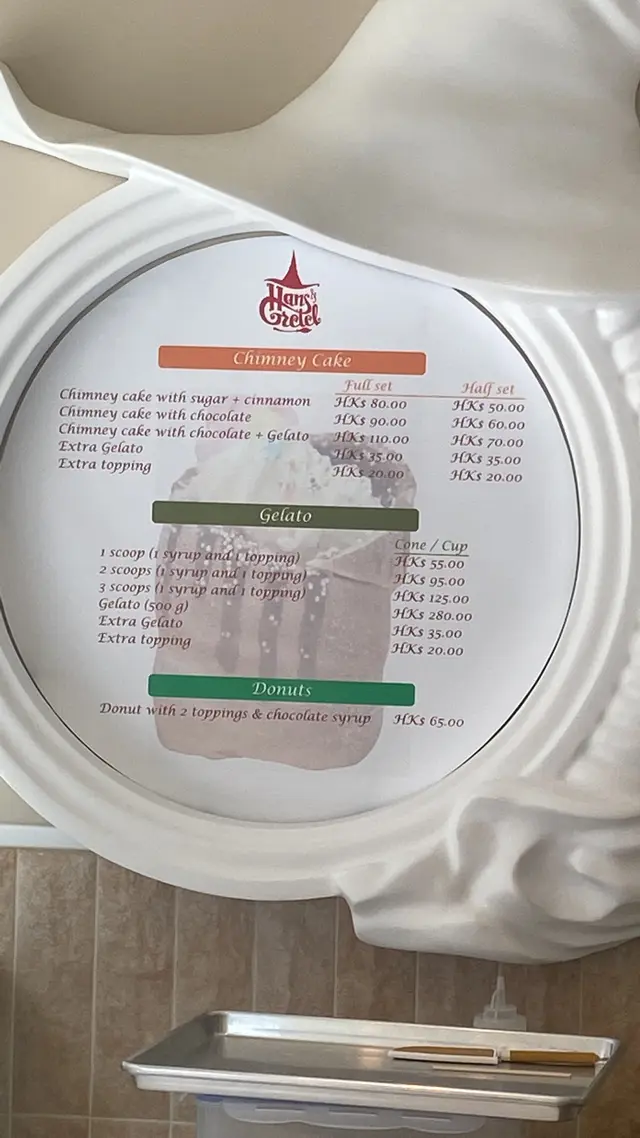 Hans & Gretel
Chimney Cake
Full set Half set
Chimney cake with sugar + cinnamon HK$ 80.00 HK$ 50.00
Chimney cake with chocolate HK$ 90.00 HK$ 60.00
Chimney cake with chocolate + Gelato HK$ 110.00 HK$ 70.00
Extra Gelato HK$ 35.00 HK$ 35.00
Extra topping HK$ 20.00 HK$ 20.00
Gelato
Cone / Cup
1 scoop (1 syrup and 1 topping) HK$ 55.00
2 scoops (1 syrup and 1 topping) HK$ 95.00
3 scoops (1 syrup and 1 topping) HK$ 125.00
Gelato (500 g) HK$ 280.00
Extra Gelato HK$ 35.00
Extra topping HK$ 20.00
Donuts
Donut with 2 toppings & chocolate syrup HK$ 65.00